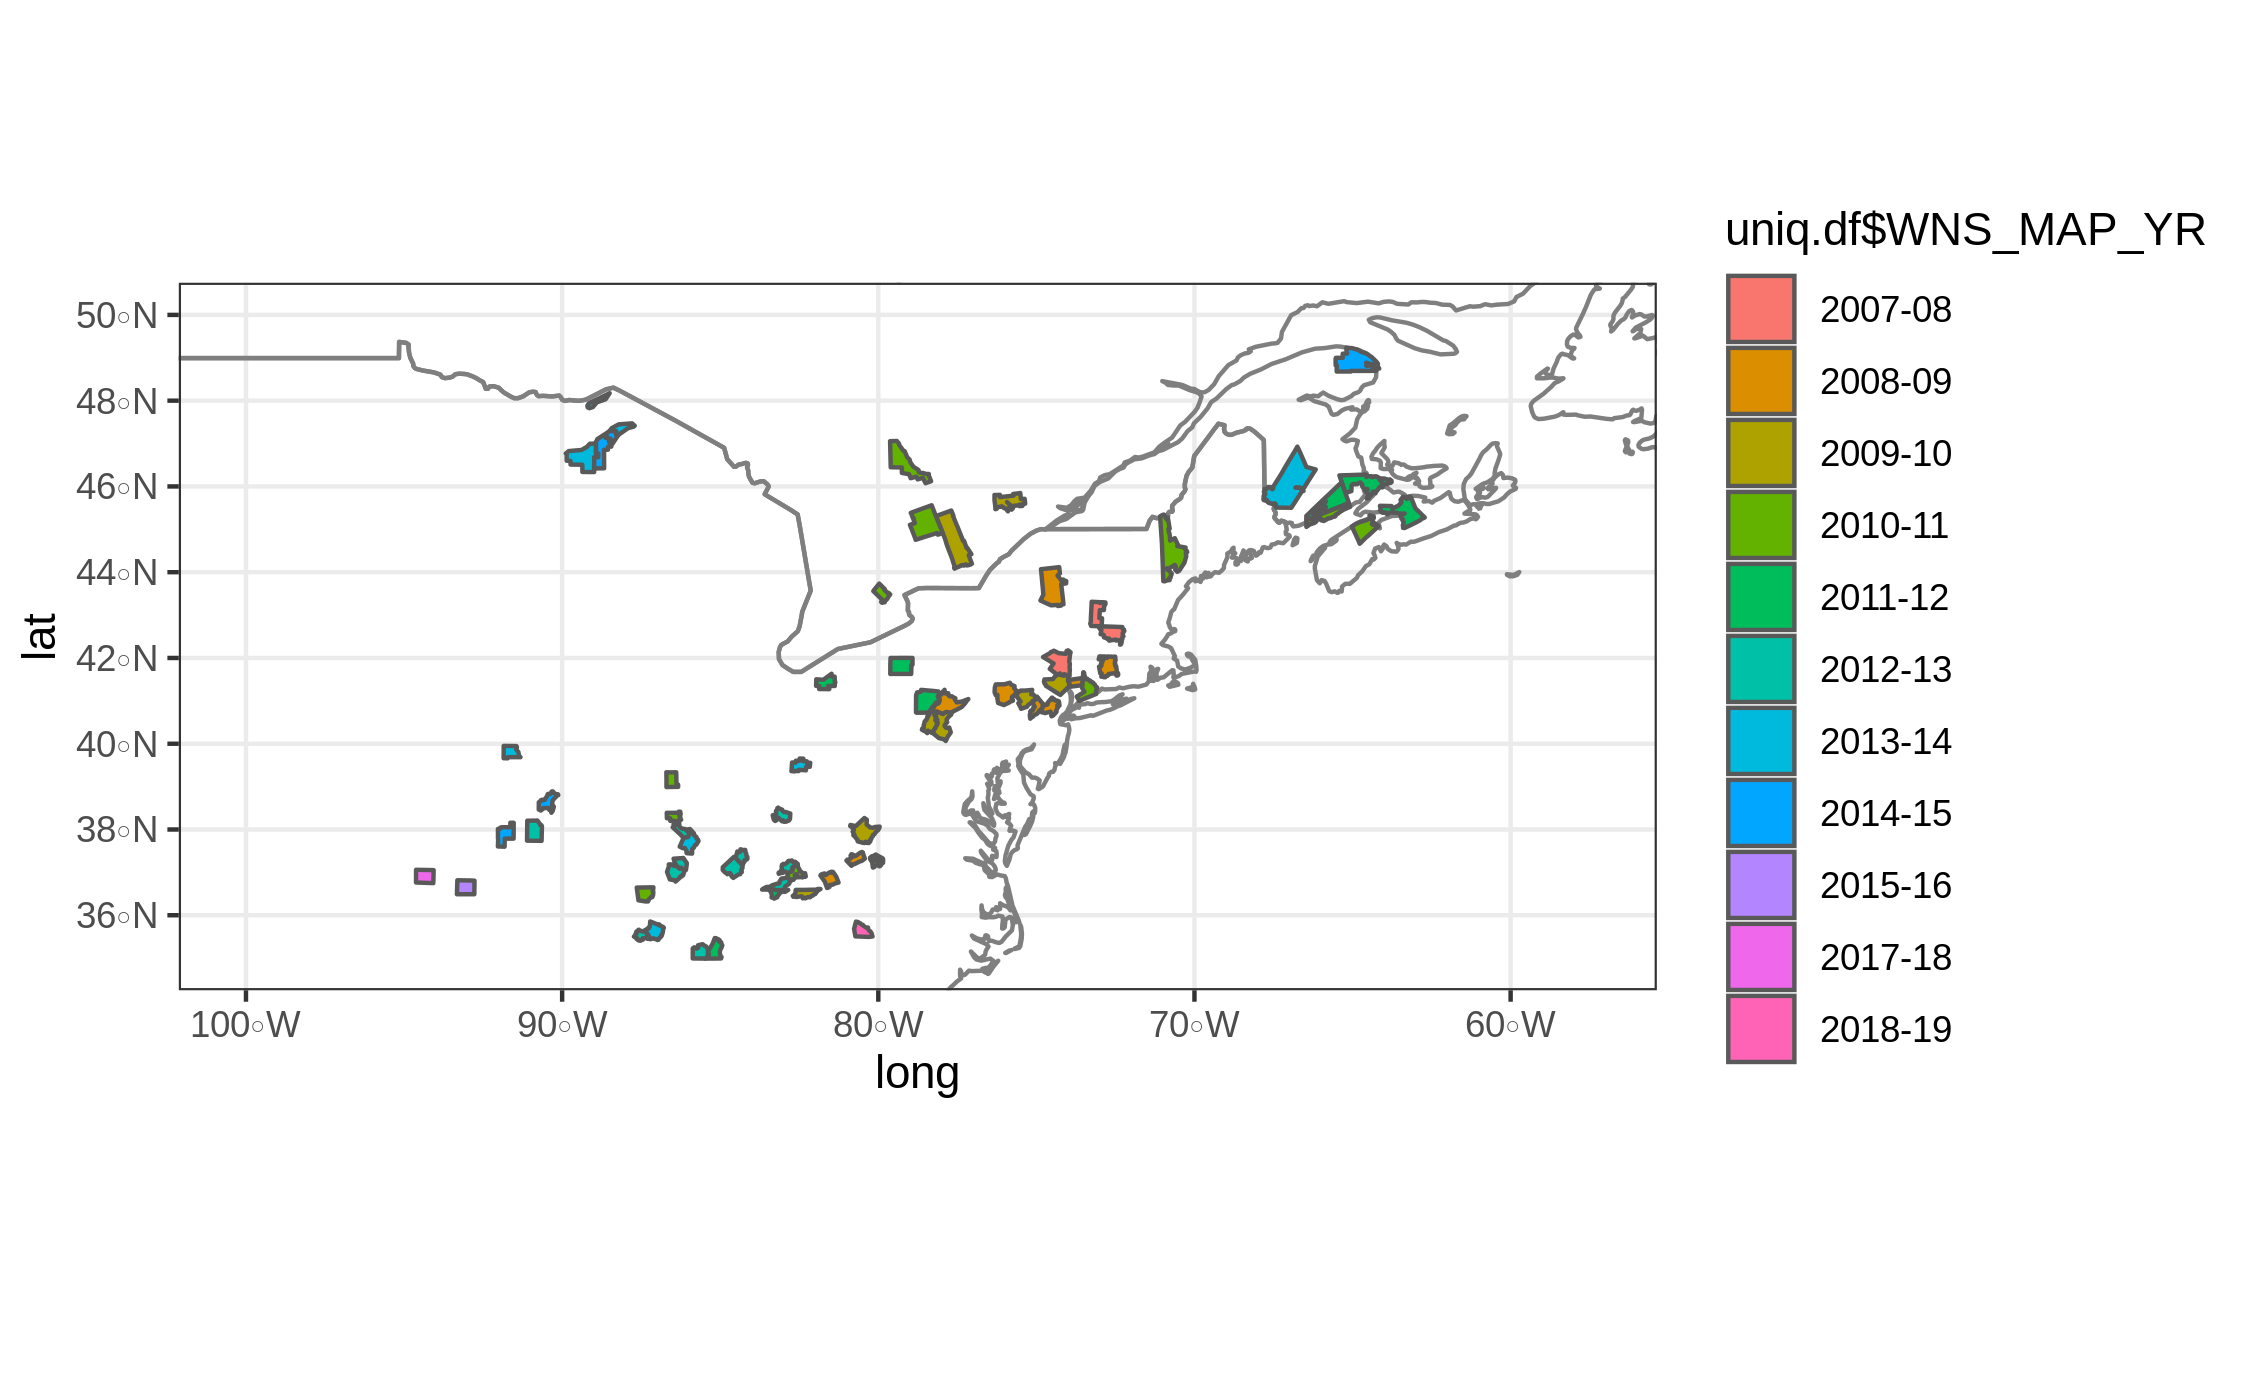 uniq.df$WNS_MAP_YR
2007-08
2008-09
2009-10
2010-11
2011-12
2012-13
2013-14
2014-15
2015-16
2017-18
2018-19
50◦N
48◦N
46◦N
44◦N
42◦N
40◦N
38◦N
36◦N
lat
100◦W 90◦W 80◦W 70◦W 60◦W
long